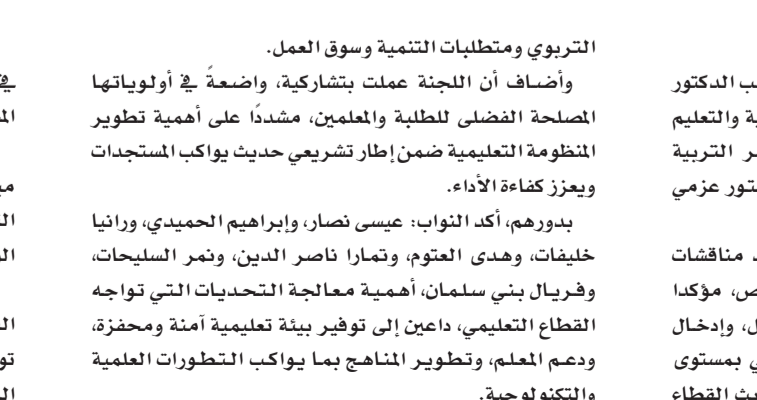 ب الدكتور
ية والتعليم
ر التربية
تور عزمي
مناقشات
ص، مؤكدا
ل، وإدخال
ي بمستوى
يث القطاع
التربوي ومتطلبات التنمية وسوق العمل.
وأضاف أن اللجنة عملت بتشاركية، واضعةً في أولوياتها
المصلحة الفضلى للطلبة والمعلمين، مشددًا على أهمية تطوير
المنظومة التعليمية ضمن إطار تشريعي حديث يواكب المستجدات
ويعزز كفاءة الأداء.
بدورهم، أكد النواب: عيسى نصار، وإبراهيم الحميدي، ورانيا
خليفات، وهدى العتوم، وتمارا ناصر الدين، ونمر السليحات،
وفريال بني سلمان، أهمية معالجة التحديات التي تواجه
القطاع التعليمي، داعين إلى توفير بيئة تعليمية آمنة ومحفزة،
ودعم المعلم، وتطوير المناهج بما يواكب التطورات العلمية
والتكنولوجية.
في